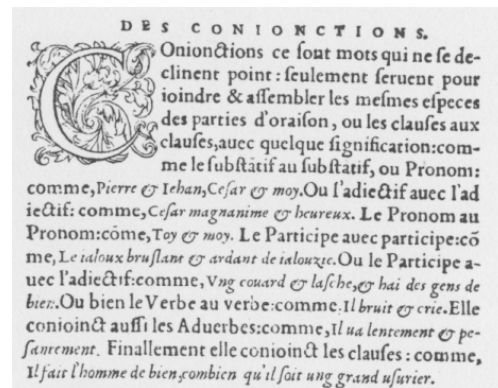 DES CONIONCTIONS.
COnionctions ce ſont mots qui ne ſe de-
clinent point : ſeulement ſeruent pour
ioindre & aſſembler les meſmes eſpeces
des parties d'oraiſon, ou les clauſes aux
clauſes,auec quelque ſignification:com-
me le ſubſtãtif au ſubſtatif, ou Pronom:
comme,Pierre & Iehan,Ceſar & moy.Ou l'adiectif auec l'ad
iectif: comme,Ceſar magnanime & heureux. Le Pronom au
Pronom:cõme,Toy & moy. Le Participe auec participe:cõ
me, Le ialoux bruſlant & ardant de ialouzie.Ou le Participe a-
uec l'adiectif:comme, Vng couard & laſche,& hai des gens de
bien.Ou bien le Verbe au verbe:comme,Il bruit & crie.Elle
conioinct auſſi les Aduerbes:comme,Il ua lentement & pe-
ſantement. Finallement elle conioinct les clauſes : comme,
Il fait l'homme de bien,combien qu'il ſoit ung grand uſurier.